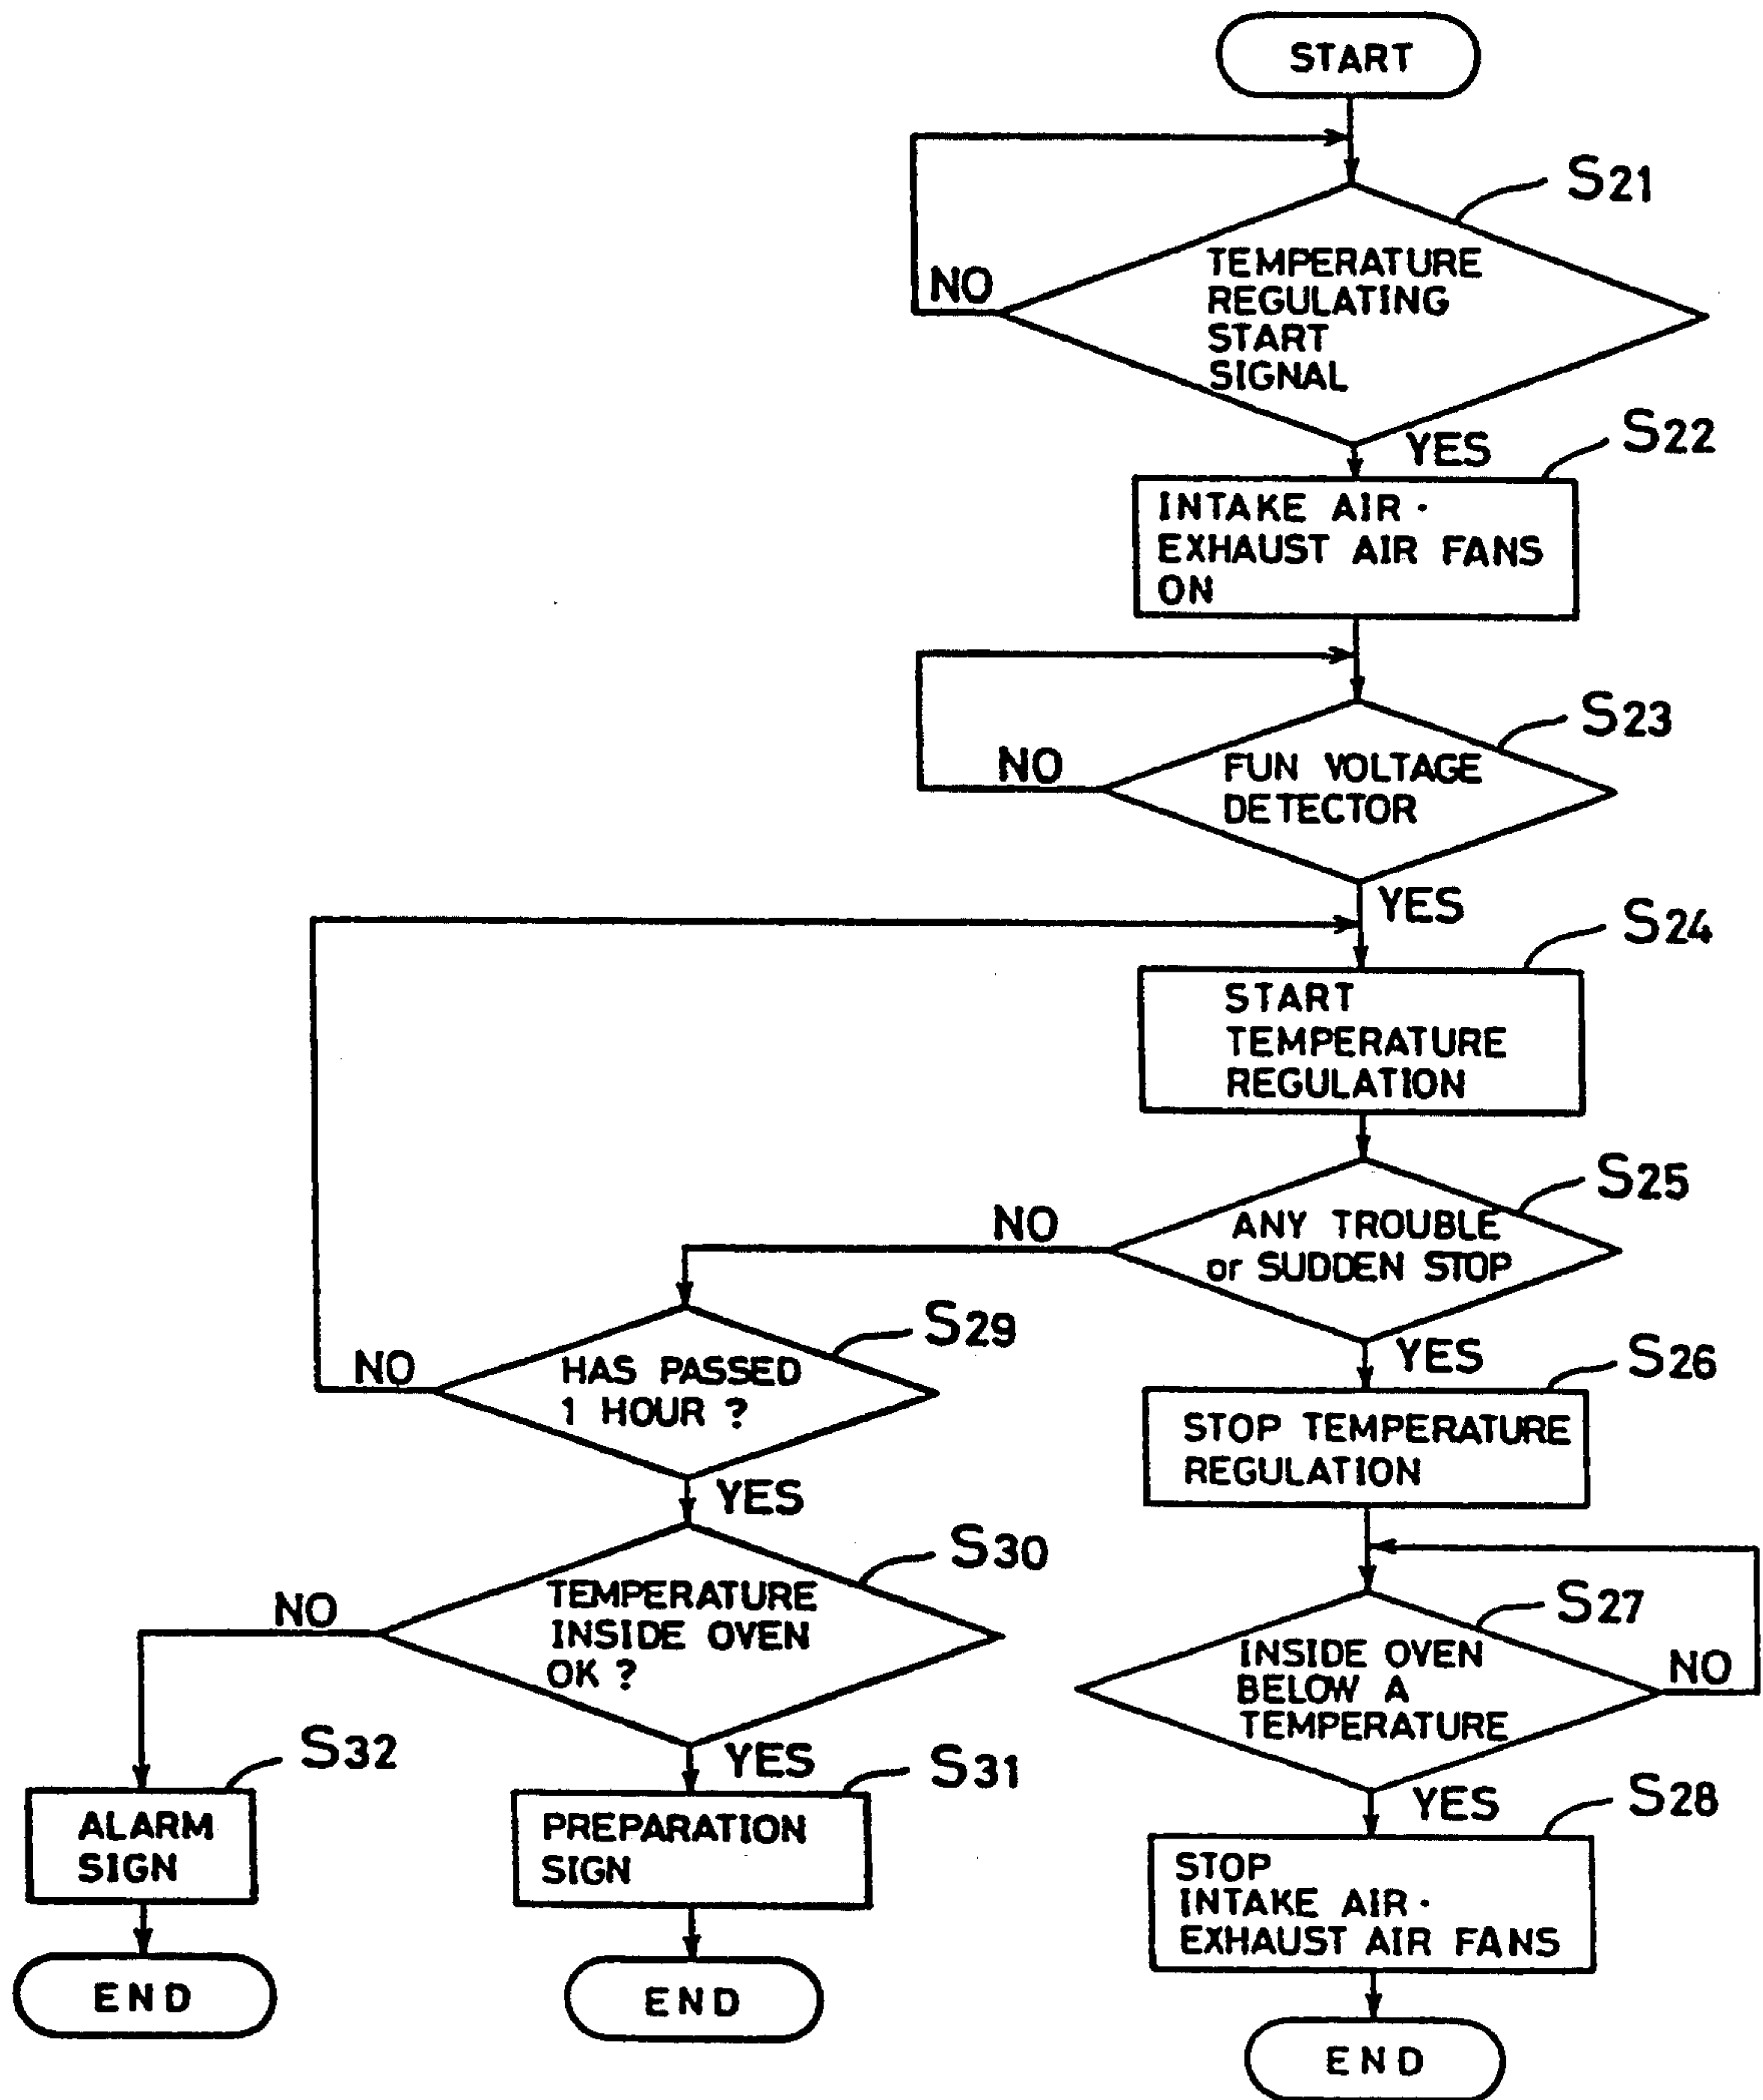 START
S21
TEMPERATURE
REGULATING
START
SIGNAL
NO
YES
S22
INTAKE AIR ·
EXHAUST AIR FANS
ON
S23
FUN VOLTAGE
DETECTOR
NO
YES
S24
START
TEMPERATURE
REGULATION
S25
ANY TROUBLE
or SUDDEN STOP
NO
YES
S29
HAS PASSED
1 HOUR ?
NO
YES
S26
STOP TEMPERATURE
REGULATION
S30
TEMPERATURE
INSIDE OVEN
OK ?
NO
YES
S27
INSIDE OVEN
BELOW A
TEMPERATURE
NO
YES
S32
ALARM
SIGN
S31
PREPARATION
SIGN
S28
STOP
INTAKE AIR ·
EXHAUST AIR FANS
END
END
END